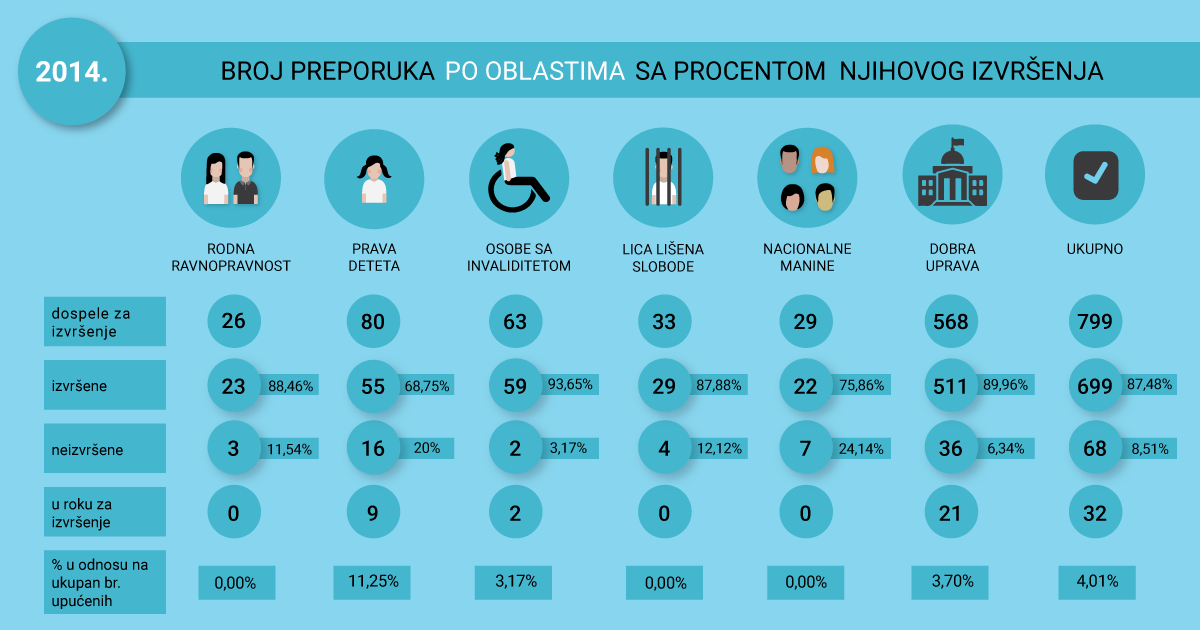 2014.
BROJ PREPORUKA PO OBLASTIMA SA PROCENTOM NJIHOVOG IZVRŠENJA
RODNA
RAVNOPRAVNOST
PRAVA
DETETA
OSOBE SA
INVALIDITETOM
LICA LIŠENA
SLOBODE
NACIONALNE
MANINE
DOBRA
UPRAVA
UKUPNO
dospele za
izvršenje
26 80 63 33 29 568 799
izvršene
23 88,46% 55 68,75% 59 93,65% 29 87,88% 22 75,86% 511 89,96% 699 87,48%
neizvršene
3 11,54% 16 20% 2 3,17% 4 12,12% 7 24,14% 36 6,34% 68 8,51%
u roku za
izvršenje
0 9 2 0 0 21 32
% u odnosu na
ukupan br.
upućenih
0,00% 11,25% 3,17% 0,00% 0,00% 3,70% 4,01%